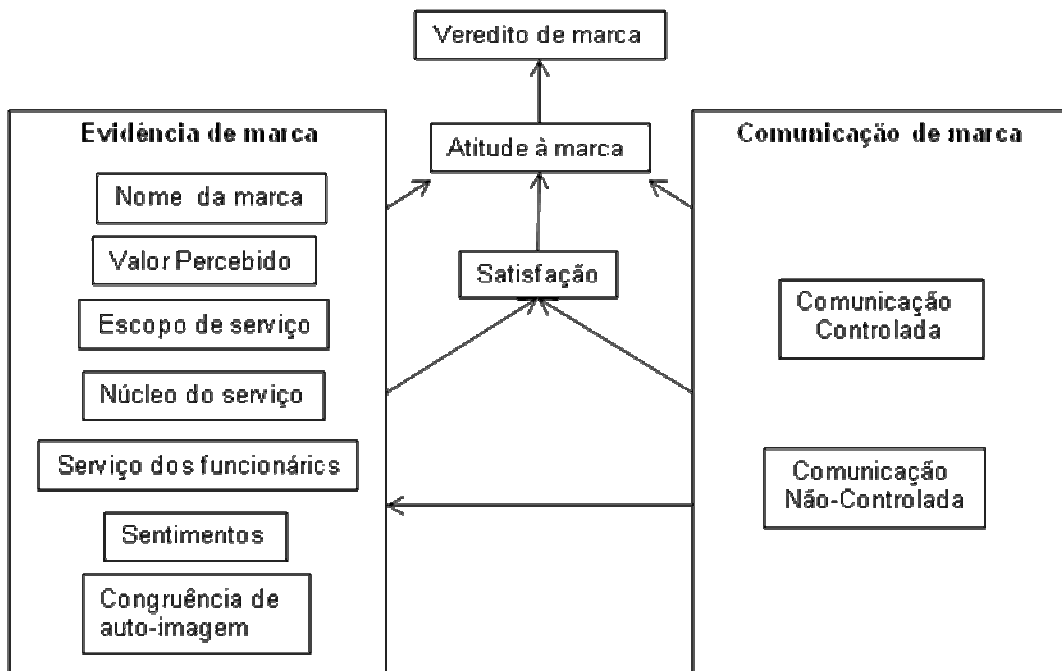 Veredito de marca
Evidência de marca
Atitude à marca
Comunicação de marca
Nome da marca
Valor Percebido
Satisfação
Escopo de serviço
Comunicação
Controlada
Núcleo do serviço
Serviço dos funcionárics
Comunicação
Não-Controlada
Sentimentos
Congruência de
auto-imagem